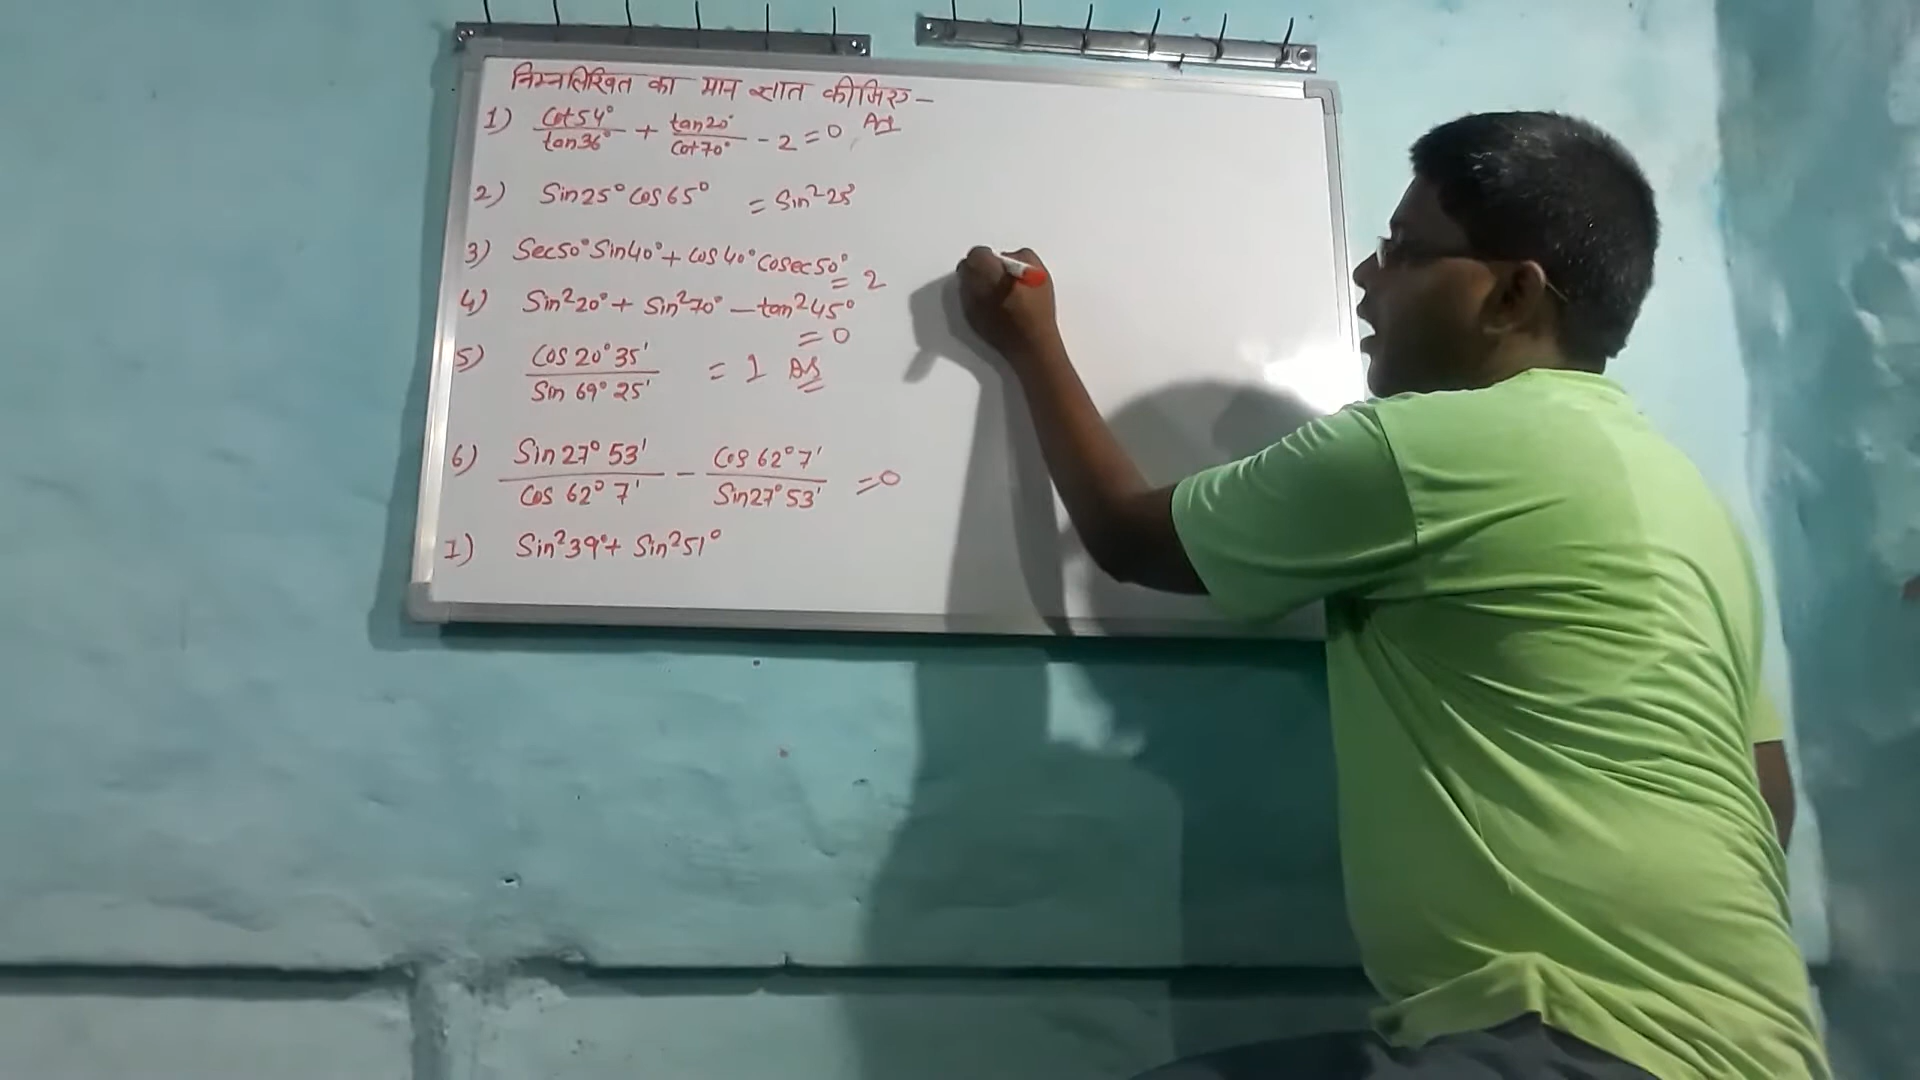 निम्नलिखित का मान ज्ञात कीजिए -
1) Cot54°/tan36° + tan20°/Cot70° - 2 = 0 Ans
2) Sin25° Cos65° = Sin²25°
3) Sec50° Sin40° + Cos40° Cosec50° = 2
4) Sin²20° + Sin²70° - tan²45°
= 0
5) Cos 20° 35'/Sin 69° 25' = 1 Ans
6) Sin27° 53'/Cos 62° 7' - Cos 62° 7'/Sin27° 53' = 0
7) Sin²39° + Sin²51°